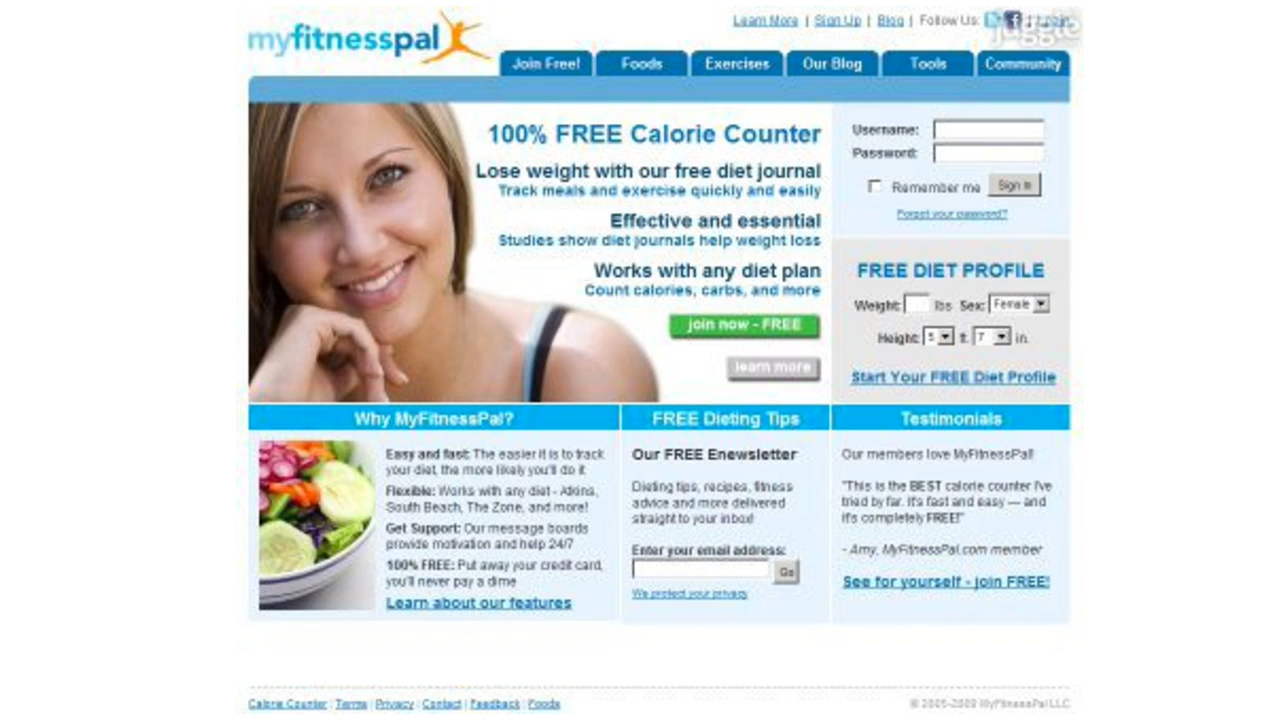 myfitnesspal
Learn More | Sign Up | Blog | Follow Us: | Login
juggle
Join Free! Foods Exercises Our Blog Tools Community
100% FREE Calorie Counter
Lose weight with our free diet journal
Track meals and exercise quickly and easily
Effective and essential
Studies show diet journals help weight loss
Works with any diet plan
Count calories, carbs, and more
join now - FREE
learn more
Username:
Password:
Remember me Sign In
Forgot your password?
FREE DIET PROFILE
Weight: lbs Sex: Female
Height: 5 ft. 7 in.
Start Your FREE Diet Profile
Why MyFitnessPal?
Easy and fast: The easier it is to track
your diet, the more likely you'll do it
Flexible: Works with any diet - Atkins,
South Beach, The Zone, and more!
Get Support: Our message boards
provide motivation and help 24/7
100% FREE: Put away your credit card,
you'll never pay a dime
Learn about our features
FREE Dieting Tips
Our FREE Enewsletter
Dieting tips, recipes, fitness
advice and more delivered
straight to your inbox!
Enter your email address:
Go
We protect your privacy
Testimonials
Our members love MyFitnessPal!
"This is the BEST calorie counter I've
tried by far. It's fast and easy — and
it's completely FREE!"
- Amy, MyFitnessPal.com member
See for yourself - join FREE!
Calorie Counter | Terms | Privacy | Contact | Feedback | Foods
© 2005-2009 MyFitnessPal LLC